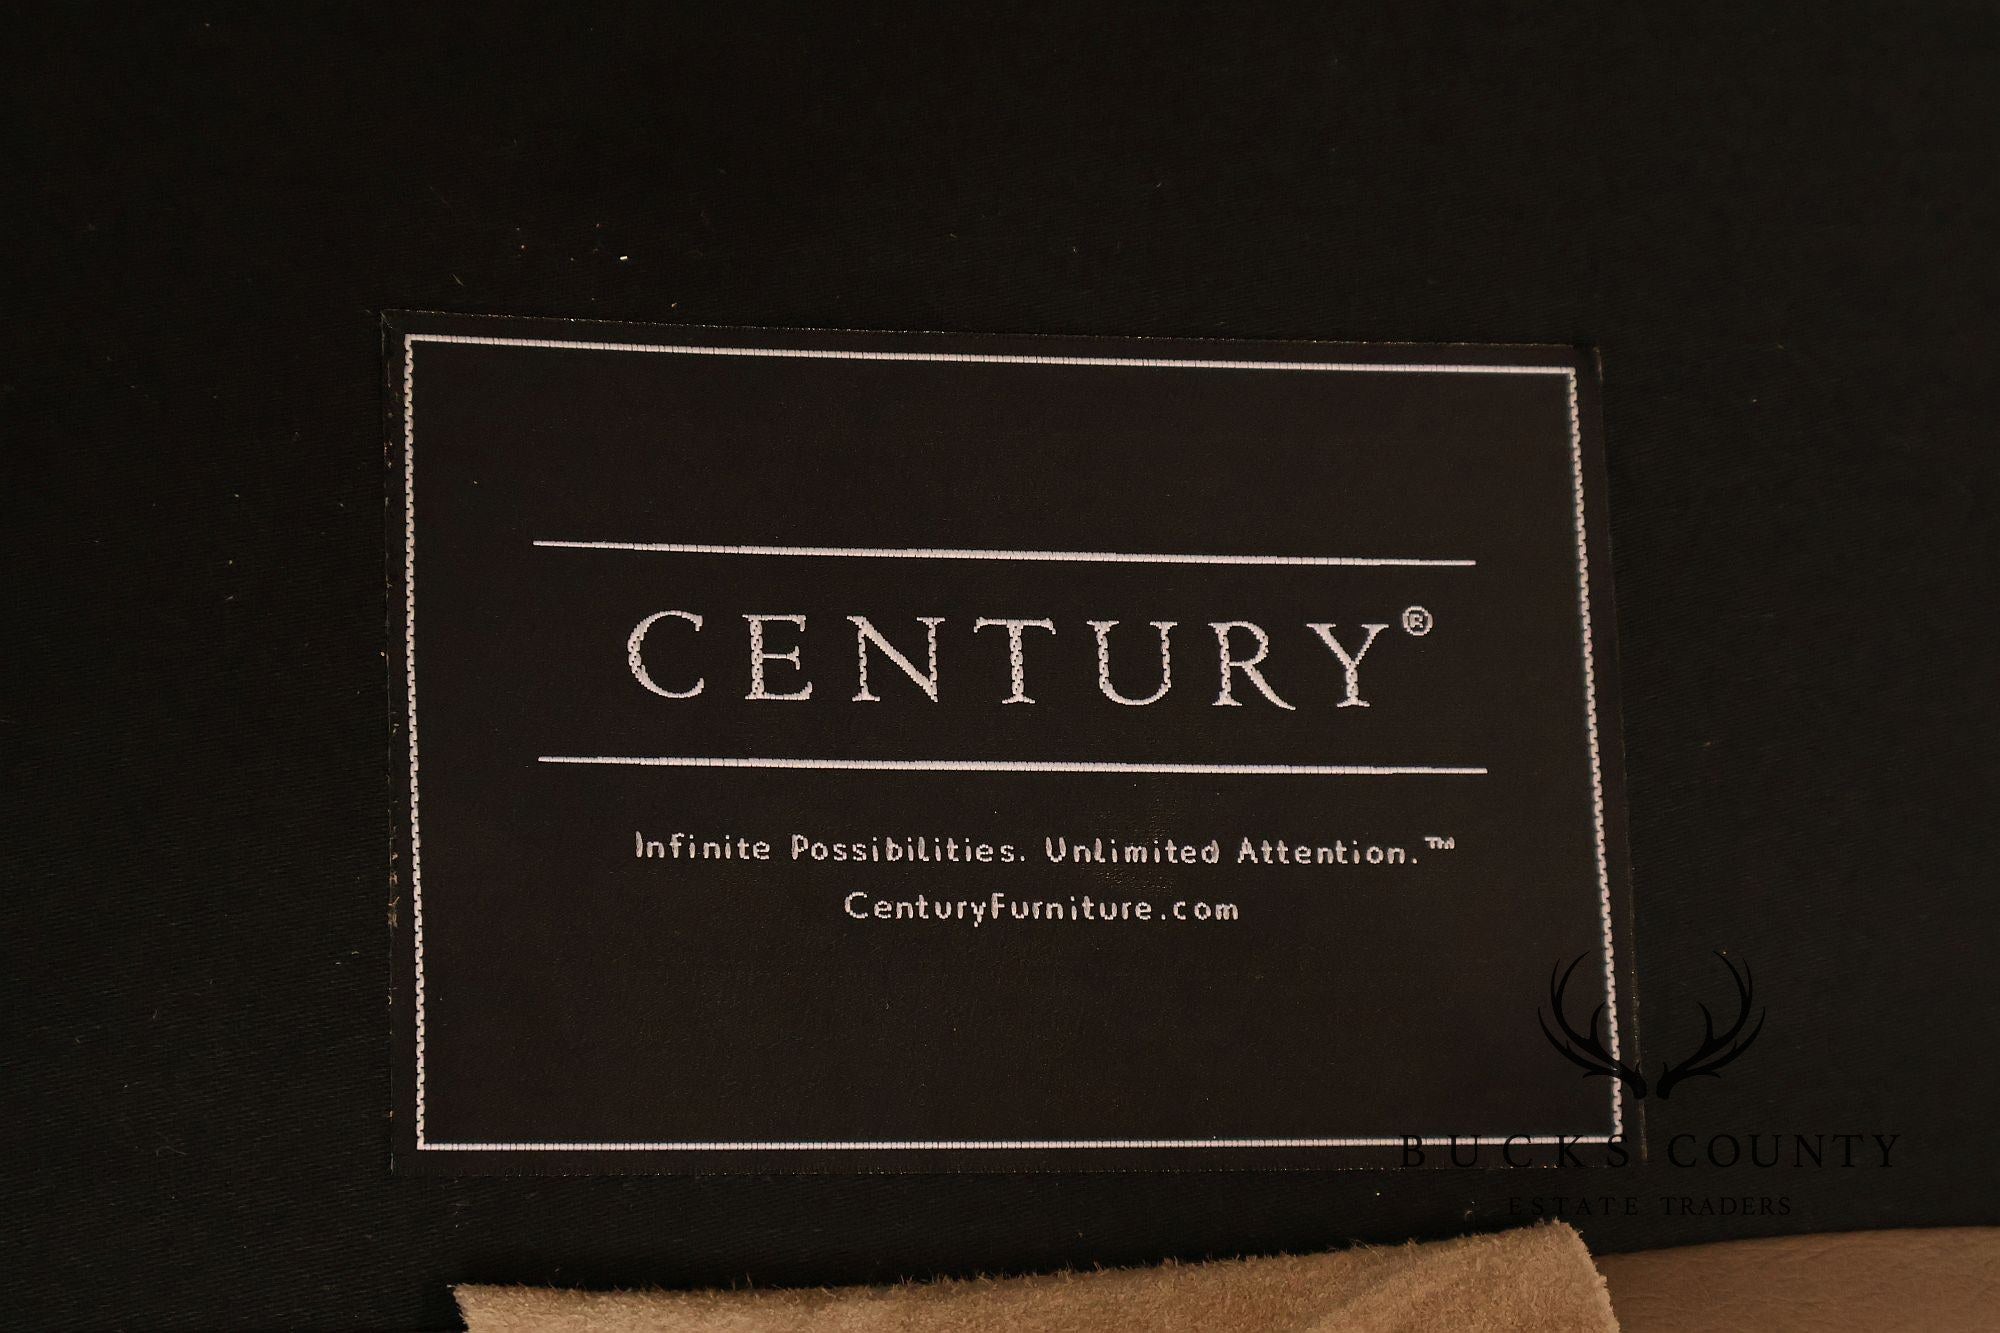 CENTURY®
Infinite Possibilities. Unlimited Attention.™
CenturyFurniture.com
BUCKS COUNTY
ESTATE TRADERS